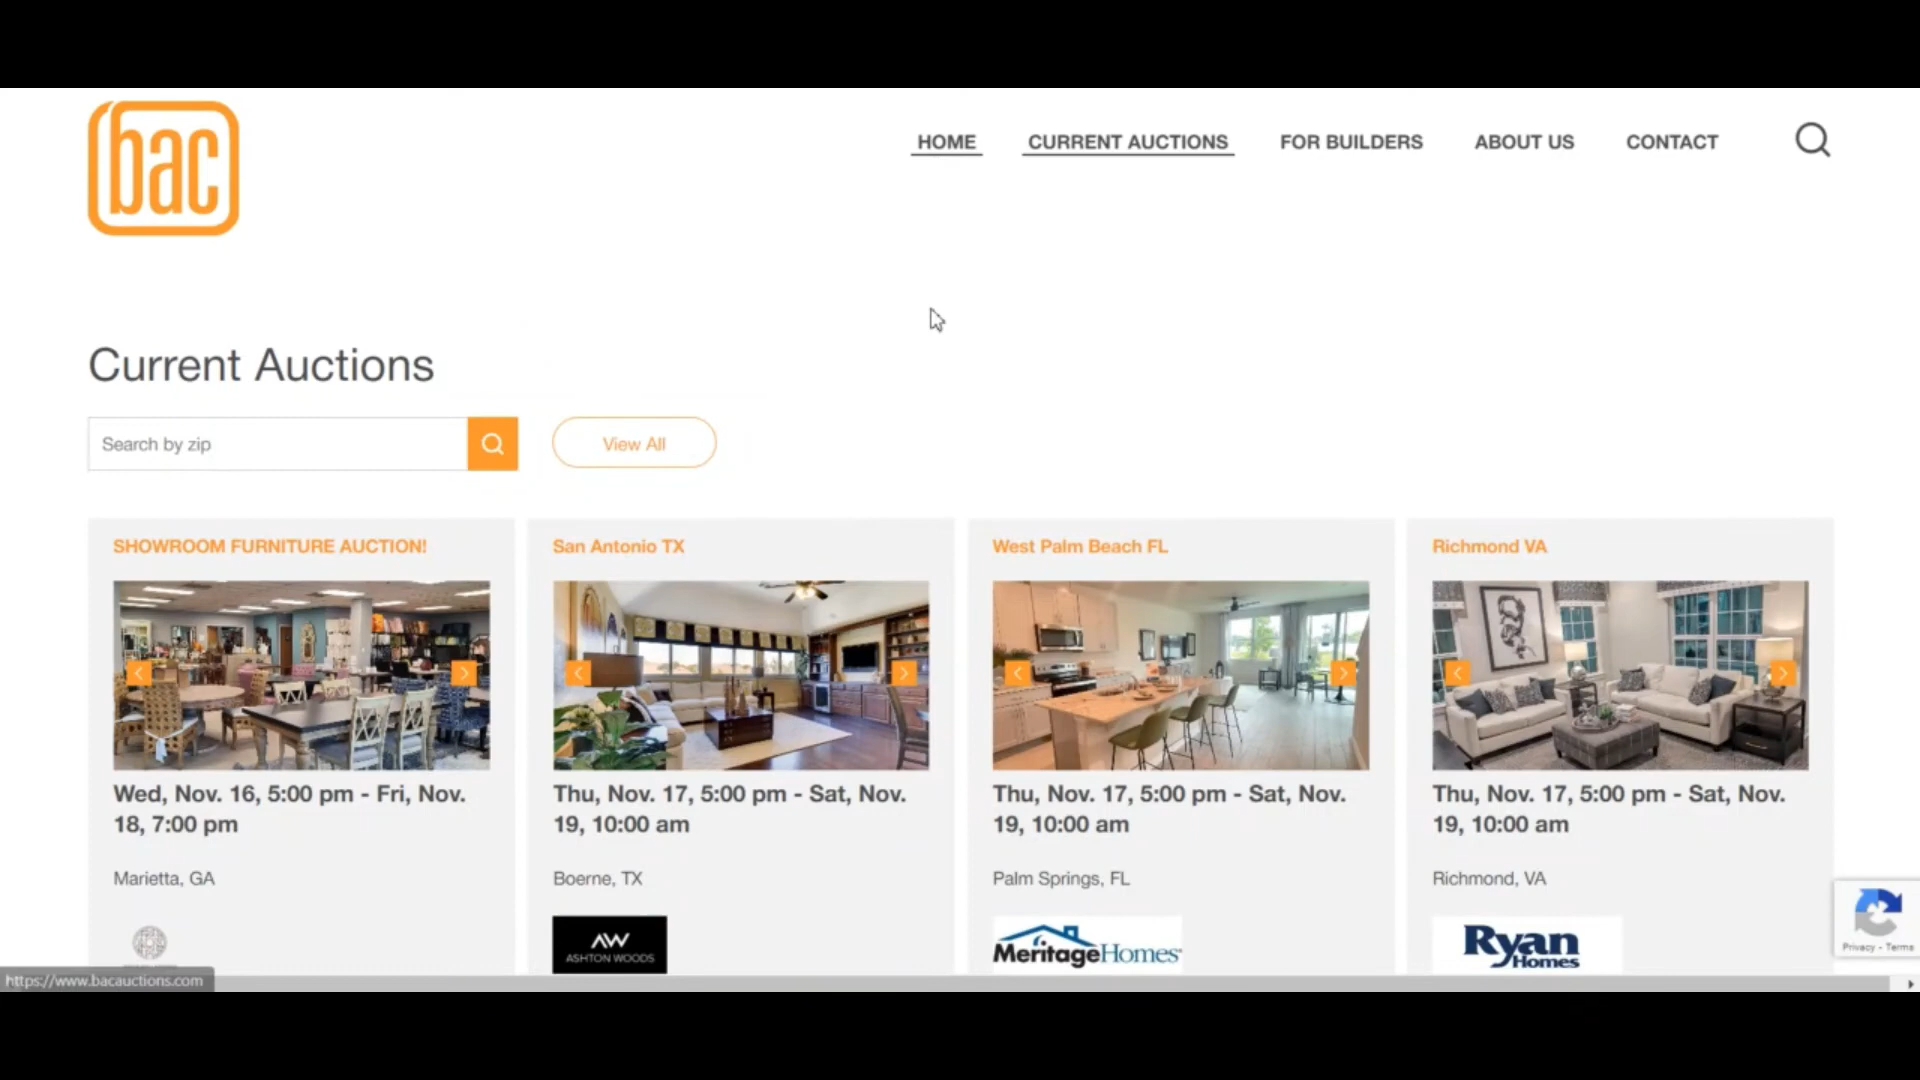 bac
HOME
CURRENT AUCTIONS
FOR BUILDERS
ABOUT US
CONTACT
Current Auctions
Search by zip
View All
SHOWROOM FURNITURE AUCTION!
Wed, Nov. 16, 5:00 pm - Fri, Nov.
18, 7:00 pm
Marietta, GA
San Antonio TX
Thu, Nov. 17, 5:00 pm - Sat, Nov.
19, 10:00 am
Boerne, TX
AW
ASHTON WOODS
West Palm Beach FL
Thu, Nov. 17, 5:00 pm - Sat, Nov.
19, 10:00 am
Palm Springs, FL
MeritageHomes
Richmond VA
Thu, Nov. 17, 5:00 pm - Sat, Nov.
19, 10:00 am
Richmond, VA
Ryan
Homes
Privacy - Terms
https://www.bacauctions.com